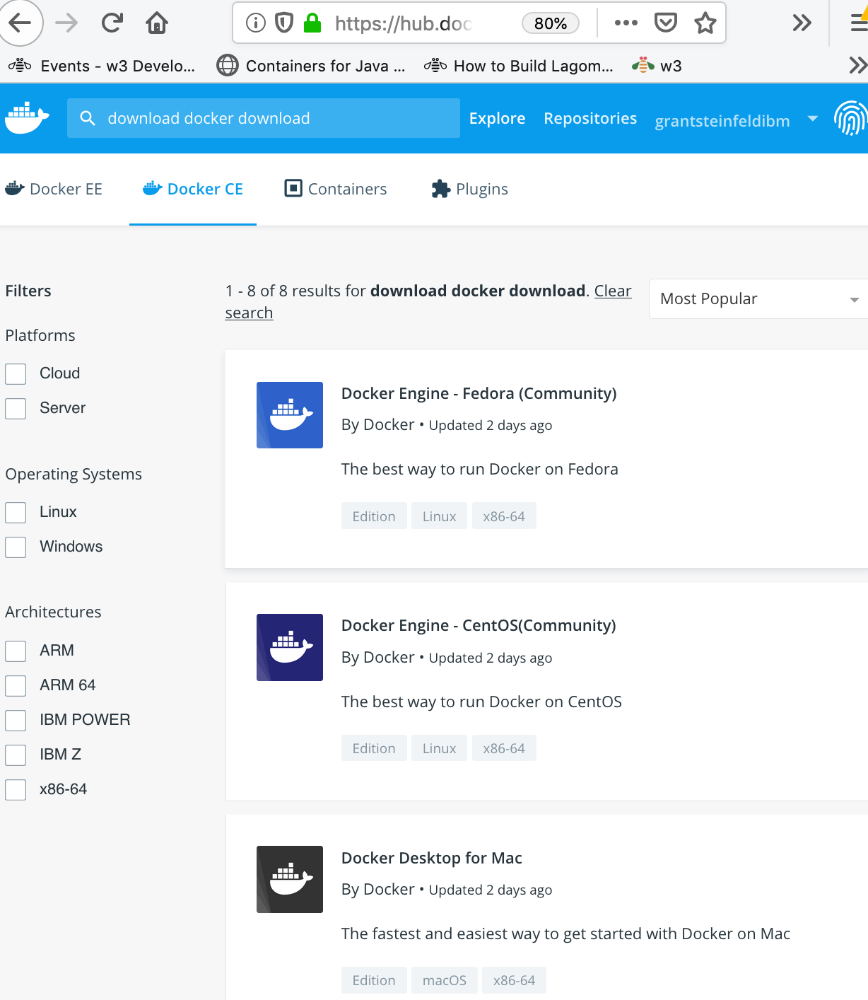 https://hub.doc 80%
Events - w3 Develo... Containers for Java ... How to Build Lagom... w3
download docker download Explore Repositories grantsteinfeldibm
Docker EE Docker CE Containers Plugins
Filters
Platforms
Cloud
Server
Operating Systems
Linux
Windows
Architectures
ARM
ARM 64
IBM POWER
IBM Z
x86-64
1 - 8 of 8 results for download docker download. Clear
search
Most Popular
Docker Engine - Fedora (Community)
By Docker • Updated 2 days ago
The best way to run Docker on Fedora
Edition Linux x86-64
Docker Engine - CentOS(Community)
By Docker • Updated 2 days ago
The best way to run Docker on CentOS
Edition Linux x86-64
Docker Desktop for Mac
By Docker • Updated 2 days ago
The fastest and easiest way to get started with Docker on Mac
Edition macOS x86-64